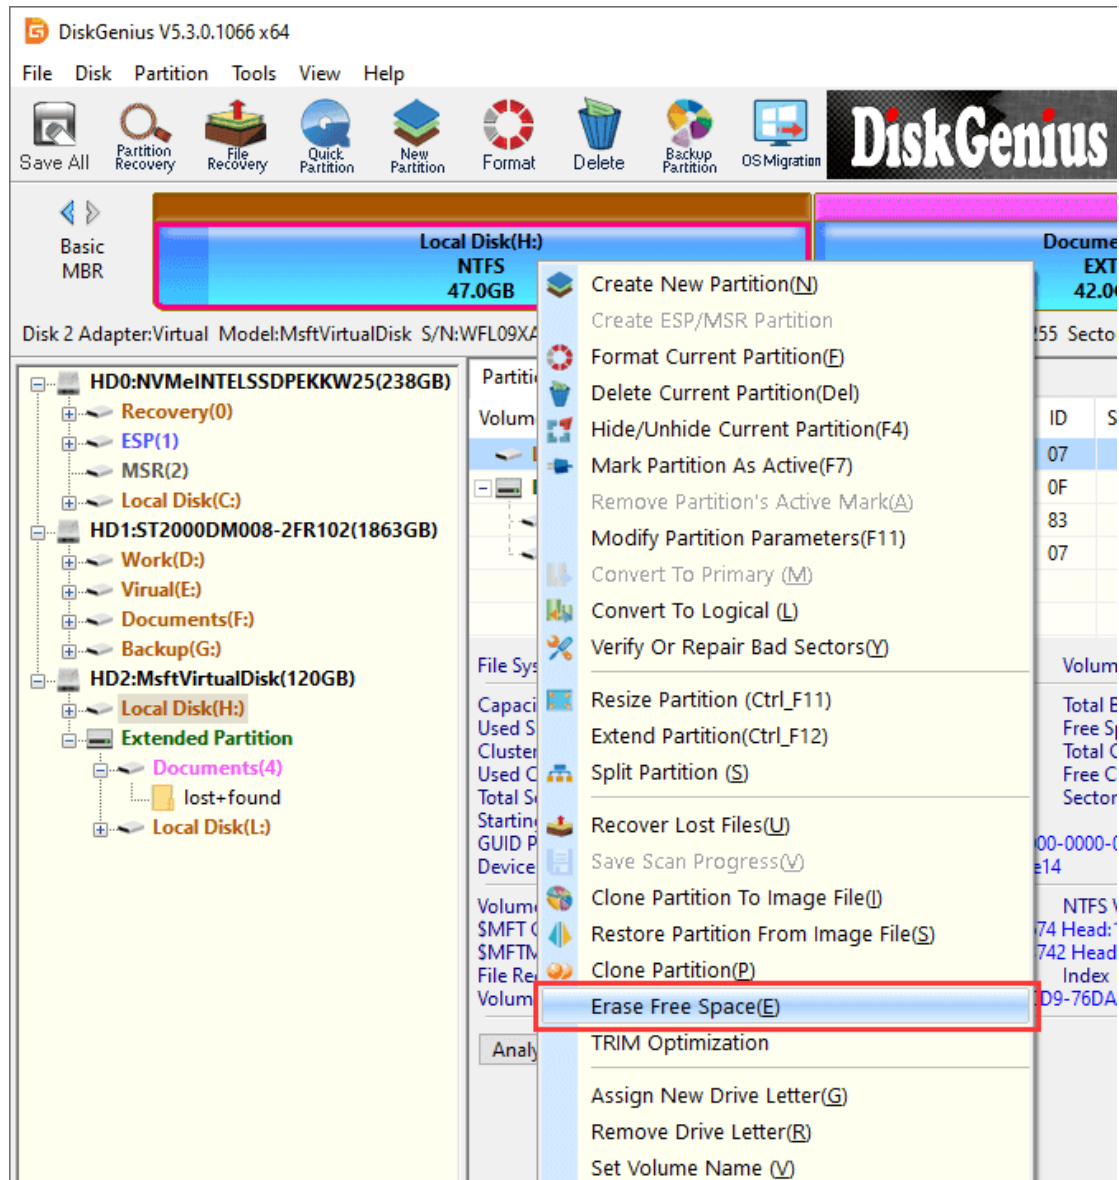 DiskGenius V5.3.0.1066 x64
File Disk Partition Tools View Help
Save All
Partition Recovery
File Recovery
Quick Partition
New Partition
Format
Delete
Backup Partition
OS Migration
DiskGenius
Basic
MBR
Local Disk(H:)
NTFS
47.0GB
Disk 2 Adapter:Virtual Model:MsftVirtualDisk S/N:WFL09XA
255 Secto
HD0:NVMeINTELSSDPEKKW25(238GB)
Recovery(0)
ESP(1)
MSR(2)
Local Disk(C:)
HD1:ST2000DM008-2FR102(1863GB)
Work(D:)
Virual(E:)
Documents(F:)
Backup(G:)
HD2:MsftVirtualDisk(120GB)
Local Disk(H:)
Extended Partition
Documents(4)
lost+found
Local Disk(L:)
Create New Partition(N)
Create ESP/MSR Partition
Format Current Partition(F)
Delete Current Partition(Del)
Hide/Unhide Current Partition(F4)
Mark Partition As Active(F7)
Remove Partition's Active Mark(A)
Modify Partition Parameters(F11)
Convert To Primary (M)
Convert To Logical (L)
Verify Or Repair Bad Sectors(Y)
Resize Partition (Ctrl_F11)
Extend Partition(Ctrl_F12)
Split Partition (S)
Recover Lost Files(U)
Save Scan Progress(V)
Clone Partition To Image File(I)
Restore Partition From Image File(S)
Clone Partition(P)
Erase Free Space(E)
TRIM Optimization
Assign New Drive Letter(G)
Remove Drive Letter(R)
Set Volume Name (V)
ID
07
0F
83
07